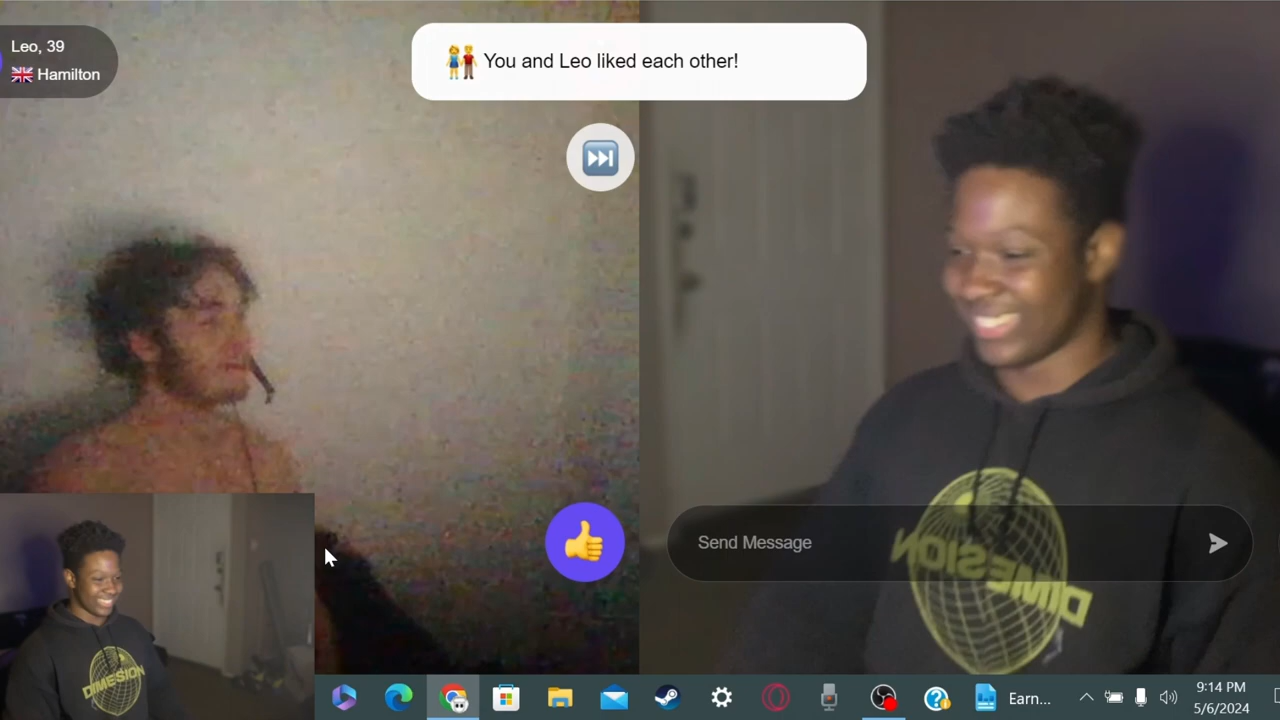 Leo, 39
Hamilton
You and Leo liked each other!
Send Message
DIMESION
DIMESION
Earn...
9:14 PM
5/6/2024